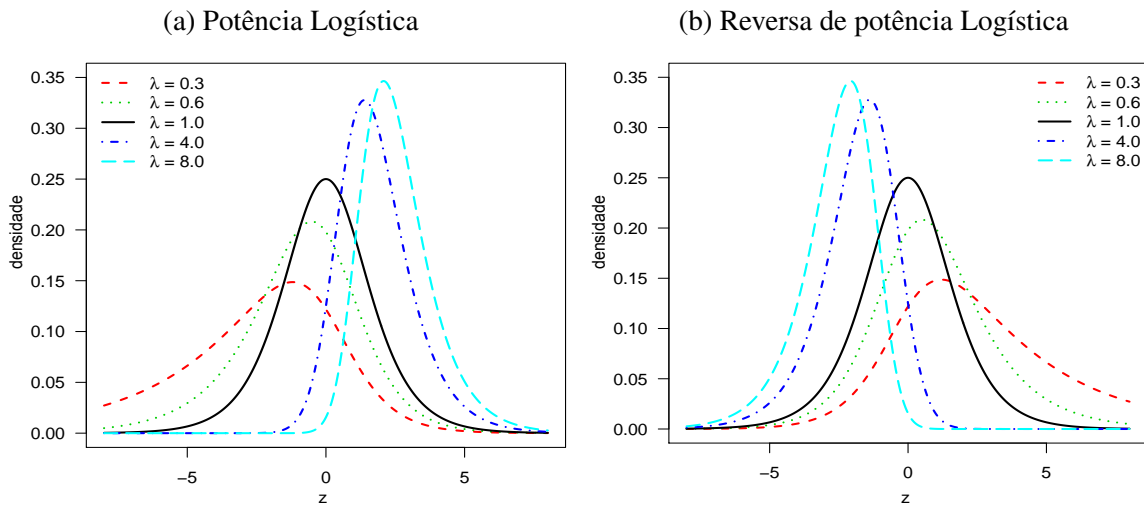 (a) Potência Logística
0.35
0.30
0.25
0.20
0.15
0.10
0.05
0.00
densidade
λ = 0.3
λ = 0.6
λ = 1.0
λ = 4.0
λ = 8.0
−5
0
5
z
(b) Reversa de potência Logística
0.35
0.30
0.25
0.20
0.15
0.10
0.05
0.00
densidade
λ = 0.3
λ = 0.6
λ = 1.0
λ = 4.0
λ = 8.0
−5
0
5
z